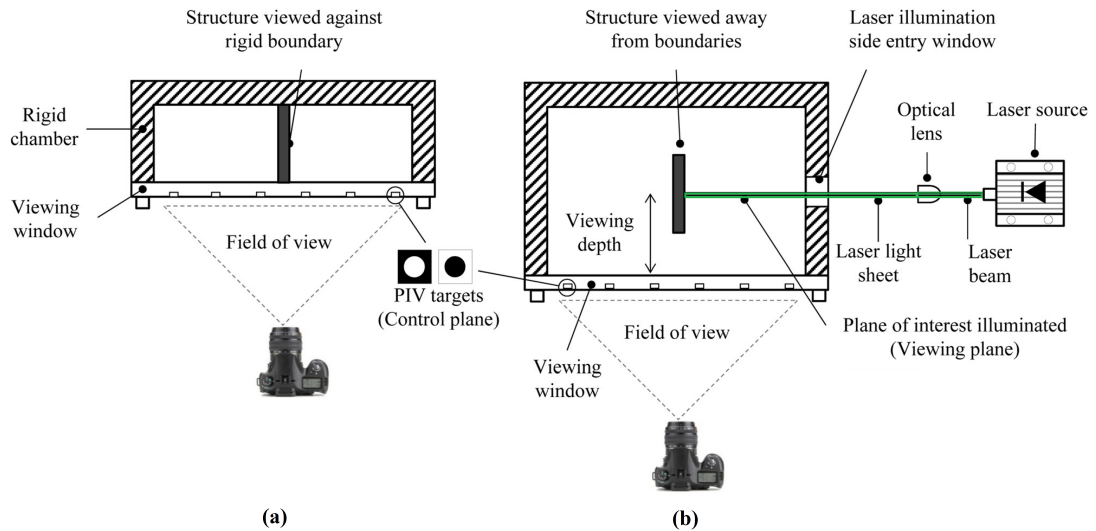 Structure viewed against
rigid boundary
Rigid
chamber
Viewing
window
Field of view
PIV targets
(Control plane)
(a)
Structure viewed away
from boundaries
Laser illumination
side entry window
Optical
lens
Laser source
Viewing
depth
Laser light
sheet
Laser
beam
Plane of interest illuminated
(Viewing plane)
Field of view
Viewing
window
(b)